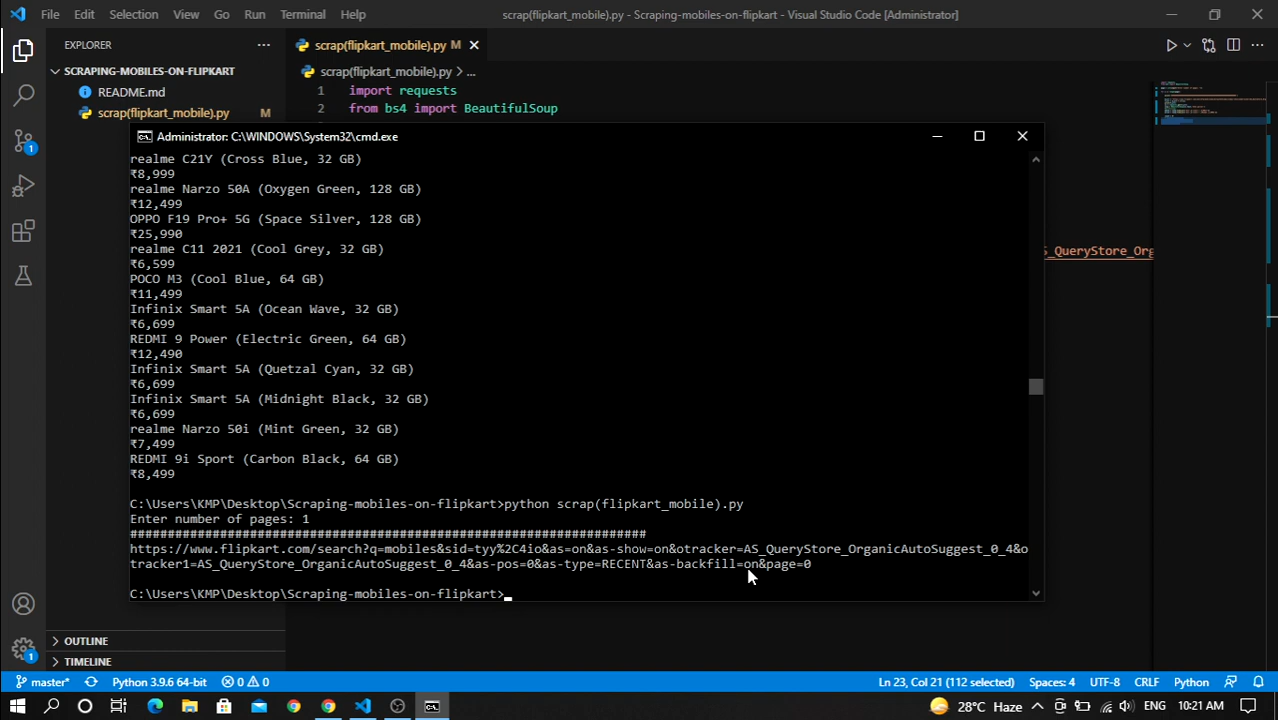 File Edit Selection View Go Run Terminal Help
scrap(flipkart_mobile).py - Scraping-mobiles-on-flipkart - Visual Studio Code [Administrator]
EXPLORER
SCRAPING-MOBILES-ON-FLIPKART
README.md
scrap(flipkart_mobile).py M
scrap(flipkart_mobile).py M
scrap(flipkart_mobile).py > ...
1 import requests
2 from bs4 import BeautifulSoup
S_QueryStore_Org
Administrator: C:\WINDOWS\System32\cmd.exe
realme C21Y (Cross Blue, 32 GB)
₹8,999
realme Narzo 50A (Oxygen Green, 128 GB)
₹12,499
OPPO F19 Pro+ 5G (Space Silver, 128 GB)
₹25,990
realme C11 2021 (Cool Grey, 32 GB)
₹6,599
POCO M3 (Cool Blue, 64 GB)
₹11,499
Infinix Smart 5A (Ocean Wave, 32 GB)
₹6,699
REDMI 9 Power (Electric Green, 64 GB)
₹12,490
Infinix Smart 5A (Quetzal Cyan, 32 GB)
₹6,699
Infinix Smart 5A (Midnight Black, 32 GB)
₹6,699
realme Narzo 50i (Mint Green, 32 GB)
₹7,499
REDMI 9i Sport (Carbon Black, 64 GB)
₹8,499
C:\Users\KMP\Desktop\Scraping-mobiles-on-flipkart>python scrap(flipkart_mobile).py
Enter number of pages: 1
#####################################################################
https://www.flipkart.com/search?q=mobiles&sid=tyy%2C4io&as=on&as-show=on&otracker=AS_QueryStore_OrganicAutoSuggest_0_4&o
tracker1=AS_QueryStore_OrganicAutoSuggest_0_4&as-pos=0&as-type=RECENT&as-backfill=on&page=0
C:\Users\KMP\Desktop\Scraping-mobiles-on-flipkart>
1
1
OUTLINE
TIMELINE
master* Python 3.9.6 64-bit 0 0 Ln 23, Col 21 (112 selected) Spaces: 4 UTF-8 CRLF Python
28°C Haze ENG 10:21 AM